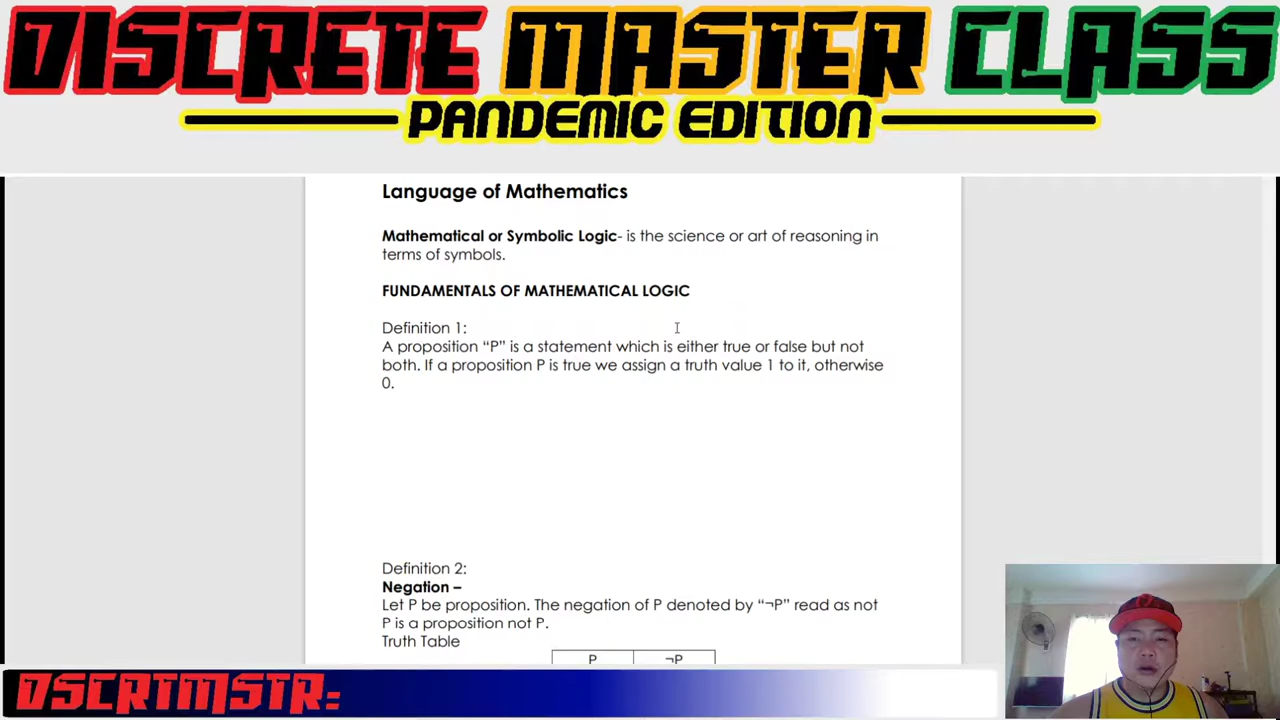 DISCRETE MASTER CLASS
PANDEMIC EDITION
Language of Mathematics
Mathematical or Symbolic Logic- is the science or art of reasoning in
terms of symbols.
FUNDAMENTALS OF MATHEMATICAL LOGIC
Definition 1:
A proposition “P” is a statement which is either true or false but not
both. If a proposition P is true we assign a truth value 1 to it, otherwise
0.
Definition 2:
Negation –
Let P be proposition. The negation of P denoted by “¬P” read as not
P is a proposition not P.
Truth Table
P ¬P
DSCRTMSTR: